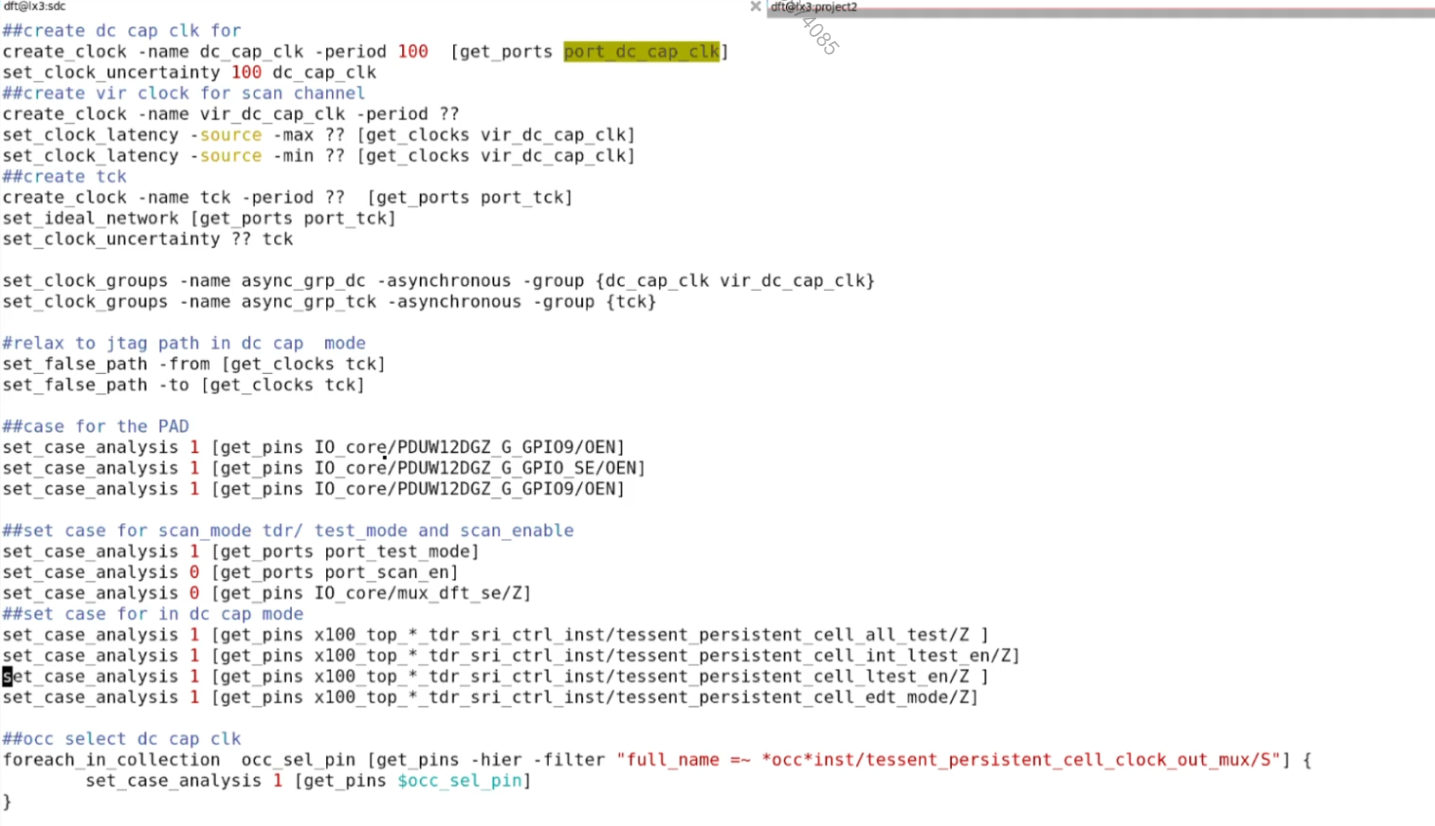 dft@lx3:sdc
dft@lx3:project2
74085
##create dc cap clk for
create_clock -name dc_cap_clk -period 100  [get_ports port_dc_cap_clk]
set_clock_uncertainty 100 dc_cap_clk
##create vir clock for scan channel
create_clock -name vir_dc_cap_clk -period ??
set_clock_latency -source -max ?? [get_clocks vir_dc_cap_clk]
set_clock_latency -source -min ?? [get_clocks vir_dc_cap_clk]
##create tck
create_clock -name tck -period ??  [get_ports port_tck]
set_ideal_network [get_ports port_tck]
set_clock_uncertainty ?? tck
set_clock_groups -name async_grp_dc -asynchronous -group {dc_cap_clk vir_dc_cap_clk}
set_clock_groups -name async_grp_tck -asynchronous -group {tck}
#relax to jtag path in dc cap  mode
set_false_path -from [get_clocks tck]
set_false_path -to [get_clocks tck]
##case for the PAD
set_case_analysis 1 [get_pins IO_core/PDUW12DGZ_G_GPIO9/OEN]
set_case_analysis 1 [get_pins IO_core/PDUW12DGZ_G_GPIO_SE/OEN]
set_case_analysis 1 [get_pins IO_core/PDUW12DGZ_G_GPIO9/OEN]
##set case for scan_mode tdr/ test_mode and scan_enable
set_case_analysis 1 [get_ports port_test_mode]
set_case_analysis 0 [get_ports port_scan_en]
set_case_analysis 0 [get_pins IO_core/mux_dft_se/Z]
##set case for in dc cap mode
set_case_analysis 1 [get_pins x100_top_*_tdr_sri_ctrl_inst/tessent_persistent_cell_all_test/Z ]
set_case_analysis 1 [get_pins x100_top_*_tdr_sri_ctrl_inst/tessent_persistent_cell_int_ltest_en/Z]
set_case_analysis 1 [get_pins x100_top_*_tdr_sri_ctrl_inst/tessent_persistent_cell_ltest_en/Z ]
set_case_analysis 1 [get_pins x100_top_*_tdr_sri_ctrl_inst/tessent_persistent_cell_edt_mode/Z]
##occ select dc cap clk
foreach_in_collection  occ_sel_pin [get_pins -hier -filter "full_name =~ *occ*inst/tessent_persistent_cell_clock_out_mux/S"] {
        set_case_analysis 1 [get_pins $occ_sel_pin]
}